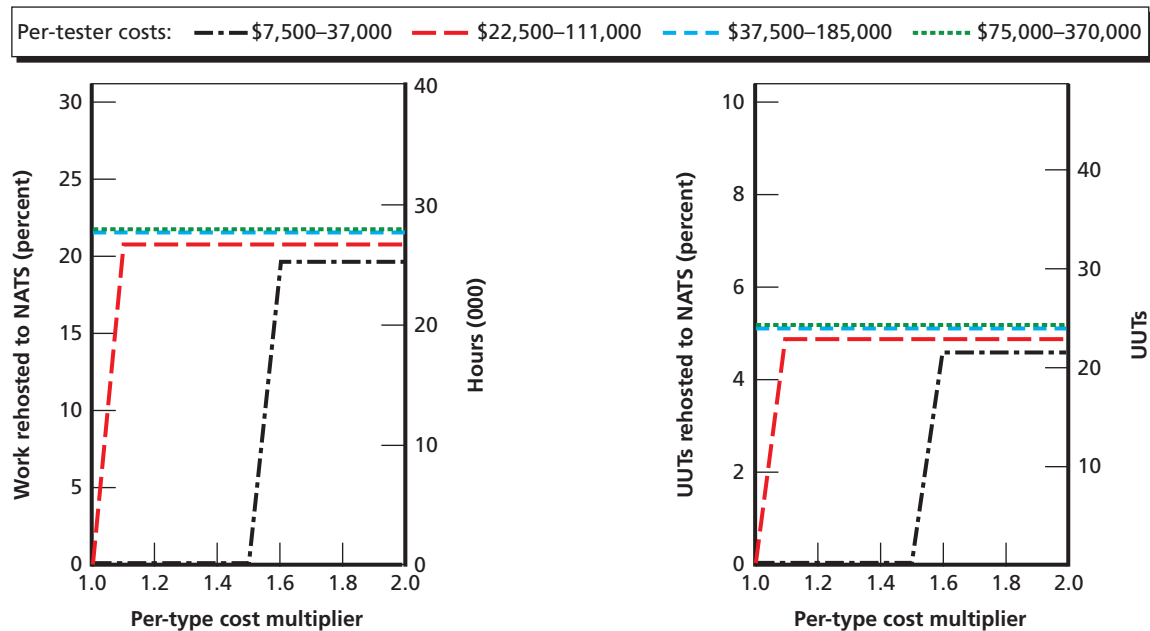 Per-tester costs: $7,500–37,000 $22,500–111,000 $37,500–185,000 $75,000–370,000
Work rehosted to NATS (percent)
30
25
20
15
10
5
0
40
30
20
10
0
Hours (000)
1.0 1.2 1.4 1.6 1.8 2.0
Per-type cost multiplier
UUTs rehosted to NATS (percent)
10
8
6
4
2
0
40
30
20
10
UUTs
1.0 1.2 1.4 1.6 1.8 2.0
Per-type cost multiplier